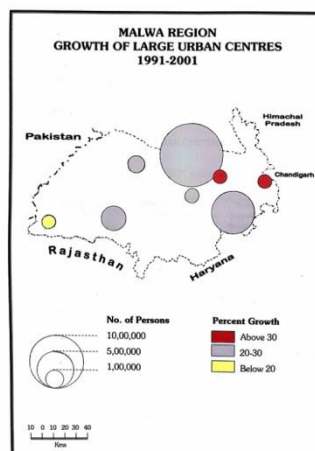 MALWA REGION
GROWTH OF LARGE URBAN CENTRES
1991-2001
Himachal
Pradesh
Pakistan
Chandigarh
Rajasthan
Haryana
No. of Persons
10,00,000
5,00,000
1,00,000
Percent Growth
Above 30
20-30
Below 20
10 0 10 20 30 40
Kms